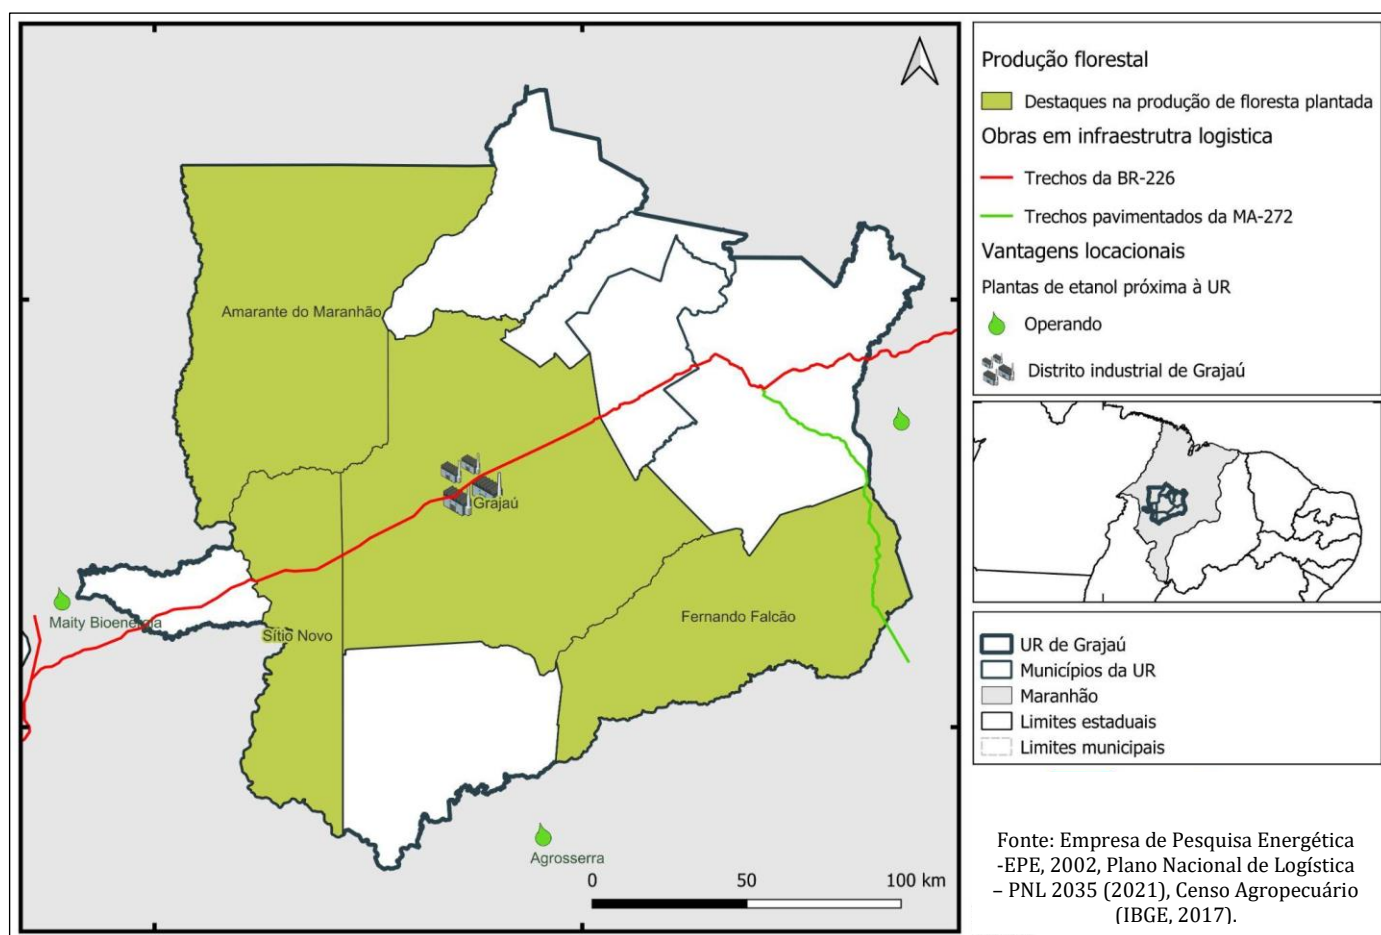 Amarante do Maranhão
Grajaú
Fernando Falcão
Sítio Novo
Maity Bioenergia
Agrosserra
0 50 100 km
Produção florestal
Destaques na produção de floresta plantada
Obras em infraestrutra logistica
Trechos da BR-226
Trechos pavimentados da MA-272
Vantagens locacionais
Plantas de etanol próxima à UR
Operando
Distrito industrial de Grajaú
UR de Grajaú
Municípios da UR
Maranhão
Limites estaduais
Limites municipais
Fonte: Empresa de Pesquisa Energética
-EPE, 2002, Plano Nacional de Logística
– PNL 2035 (2021), Censo Agropecuário
(IBGE, 2017).